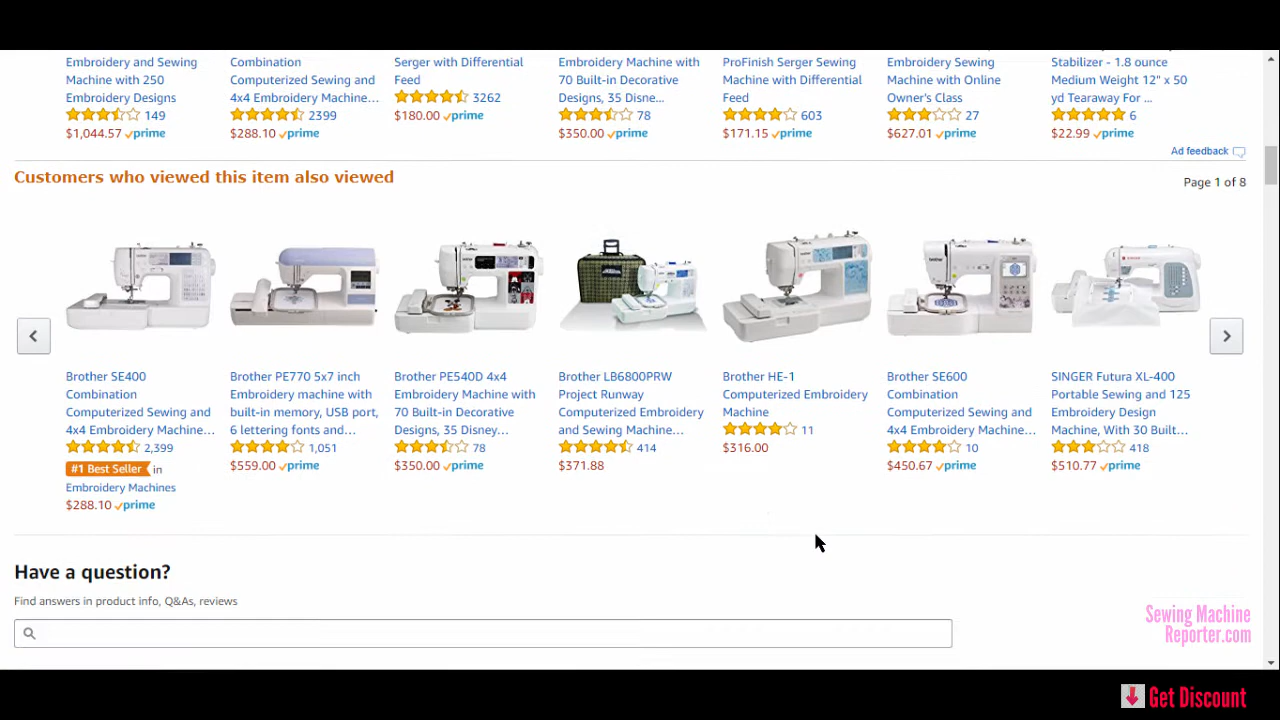 Embroidery and Sewing
Machine with 250
Embroidery Designs
149
$1,044.57 prime
Combination
Computerized Sewing and
4x4 Embroidery Machine…
2399
$288.10 prime
Serger with Differential
Feed
3262
$180.00 prime
Embroidery Machine with
70 Built-in Decorative
Designs, 35 Disne…
78
$350.00 prime
ProFinish Serger Sewing
Machine with Differential
Feed
603
$171.15 prime
Embroidery Sewing
Machine with Online
Owner's Class
27
$627.01 prime
Stabilizer - 1.8 ounce
Medium Weight 12" x 50
yd Tearaway For ...
6
$22.99 prime
Ad feedback
Customers who viewed this item also viewed
Page 1 of 8
Brother SE400
Combination
Computerized Sewing and
4x4 Embroidery Machine…
2,399
#1 Best Seller in
Embroidery Machines
$288.10 prime
Brother PE770 5x7 inch
Embroidery machine with
built-in memory, USB port,
6 lettering fonts and…
1,051
$559.00 prime
Brother PE540D 4x4
Embroidery Machine with
70 Built-in Decorative
Designs, 35 Disney…
78
$350.00 prime
Brother LB6800PRW
Project Runway
Computerized Embroidery
and Sewing Machine…
414
$371.88
Brother HE-1
Computerized Embroidery
Machine
11
$316.00
Brother SE600
Combination
Computerized Sewing and
4x4 Embroidery Machine…
10
$450.67 prime
SINGER Futura XL-400
Portable Sewing and 125
Embroidery Design
Machine, With 30 Built…
418
$510.77 prime
Have a question?
Find answers in product info, Q&As, reviews
Sewing Machine
Reporter.com
Get Discount